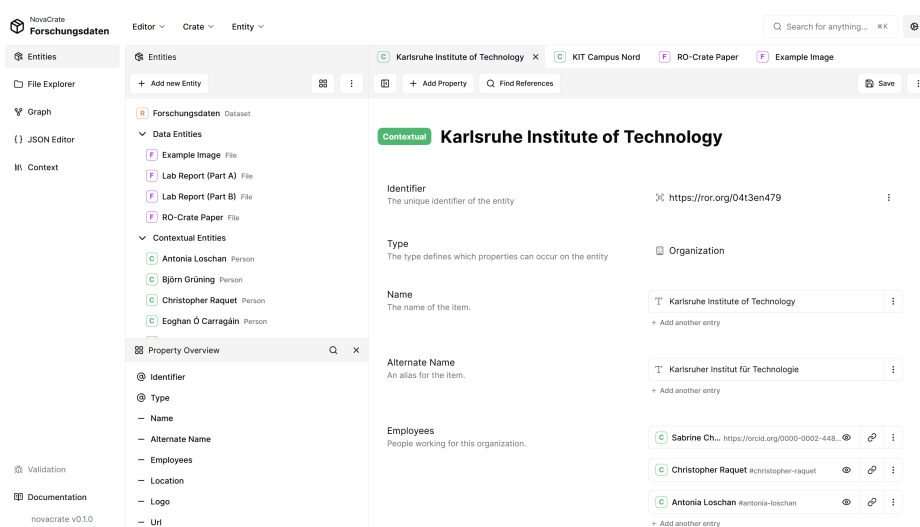 NovaCrate
Forschungsdaten
Editor
Crate
Entity
Search for anything...
⌘K
Entities
File Explorer
Graph
JSON Editor
Context
Validation
Documentation
novacrate v0.1.0
Entities
+ Add new Entity
R Forschungsdaten Dataset
Data Entities
F Example Image File
F Lab Report (Part A) File
F Lab Report (Part B) File
F RO-Crate Paper File
Contextual Entities
C Antonia Loschan Person
C Björn Grüning Person
C Christopher Raquet Person
C Eoghan Ó Carragáin Person
Property Overview
Identifier
Type
Name
Alternate Name
Employees
Location
Logo
Url
C Karlsruhe Institute of Technology
C KIT Campus Nord
F RO-Crate Paper
F Example Image
+ Add Property
Find References
Save
Contextual Karlsruhe Institute of Technology
Identifier
The unique identifier of the entity
https://ror.org/04t3en479
Type
The type defines which properties can occur on the entity
Organization
Name
The name of the item.
Karlsruhe Institute of Technology
+ Add another entry
Alternate Name
An alias for the item.
Karlsruher Institut für Technologie
+ Add another entry
Employees
People working for this organization.
C Sabrine Ch... https://orcid.org/0000-0002-448...
C Christopher Raquet #christopher-raquet
C Antonia Loschan #antonia-loschan
+ Add another entry